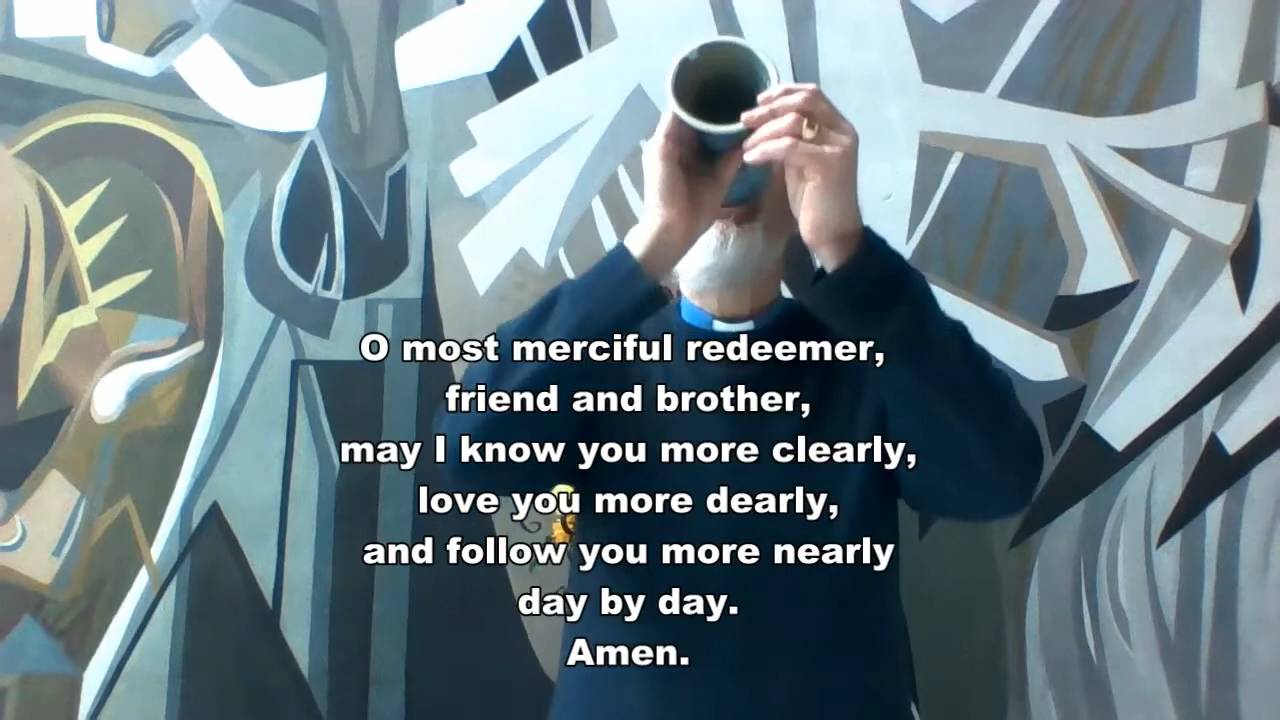 O most merciful redeemer,
friend and brother,
may I know you more clearly,
love you more dearly,
and follow you more nearly
day by day.
Amen.